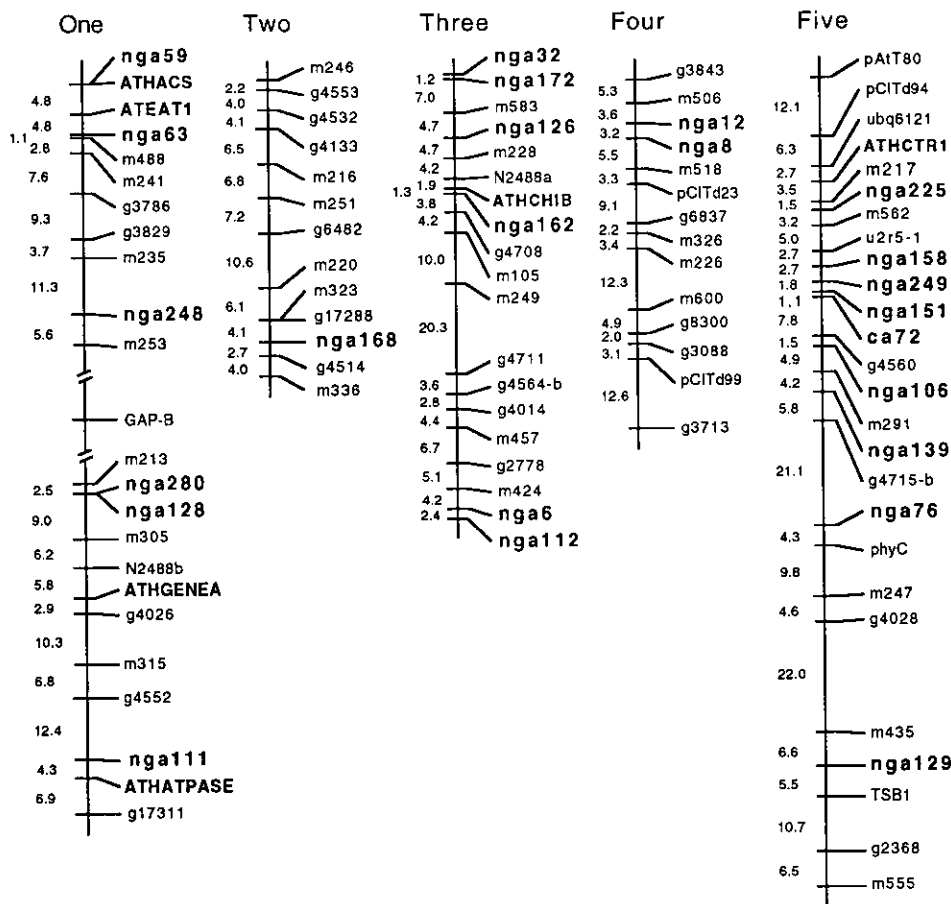 One
nga59
ATHACS
4.8
ATEAT1
4.8
nga63
1.1
m488
2.8
m241
7.6
g3786
9.3
g3829
3.7
m235
11.3
nga248
5.6
m253
GAP-B
m213
nga280
2.5
nga128
9.0
m305
6.2
N2488b
5.8
ATHGENEA
2.9
g4026
10.3
m315
6.8
g4552
12.4
nga111
4.3
ATHATPASE
6.9
g17311
Two
m246
2.2
g4553
4.0
g4532
4.1
g4133
6.5
m216
6.8
m251
7.2
g6482
10.6
m220
6.1
m323
g17288
4.1
nga168
2.7
g4514
4.0
m336
Three
nga32
1.2
nga172
7.0
m583
4.7
nga126
4.7
m228
4.2
N2488a
1.9
ATHCHIB
1.3
nga162
3.8
g4708
4.2
m105
10.0
m249
20.3
g4711
3.6
g4564-b
2.8
g4014
4.4
m457
6.7
g2778
5.1
m424
4.2
nga6
2.4
nga112
Four
g3843
5.3
m506
3.6
nga12
3.2
nga8
5.5
m518
3.3
pCITd23
9.1
g6837
2.2
m326
3.4
m226
12.3
m600
4.9
g8300
2.0
g3088
3.1
pCITd99
12.6
g3713
Five
pAtT80
12.1
pCITd94
6.3
ubq6121
2.7
ATHCTR1
3.5
m217
1.5
nga225
3.2
m562
5.0
u2r5-1
2.7
nga158
2.7
nga249
1.8
nga151
1.1
ca72
7.8
g4560
1.5
nga106
4.9
m291
4.2
nga139
5.8
g4715-b
21.1
nga76
4.3
phyC
9.8
m247
4.6
g4028
22.0
m435
6.6
nga129
5.5
TSB1
10.7
g2368
6.5
m555